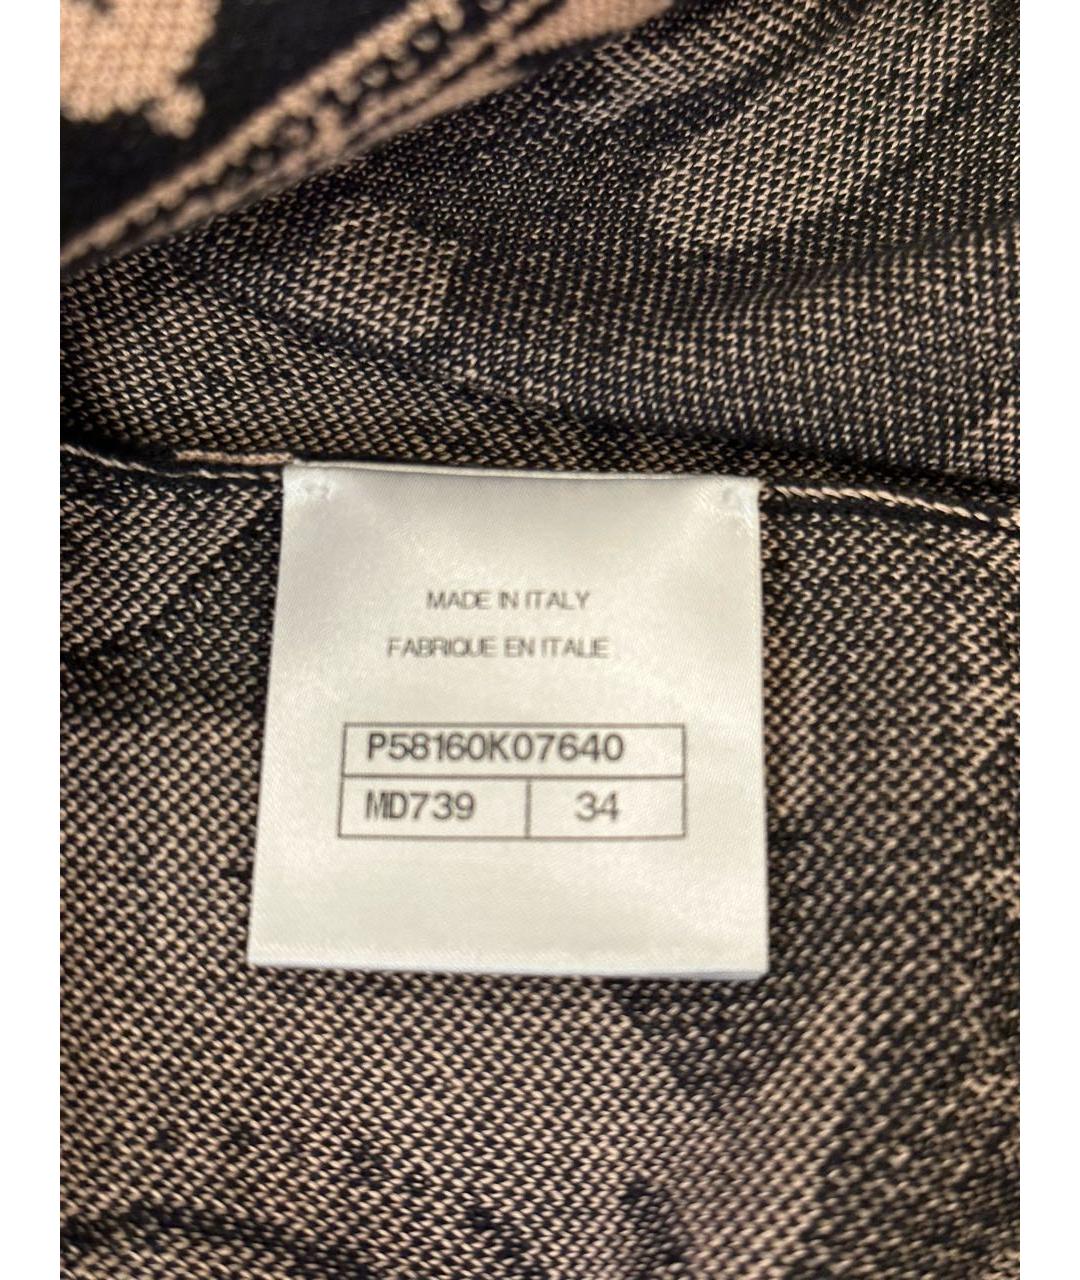 MADE IN ITALY
FABRIQUE EN ITALIE
P58160K07640
MD739 34